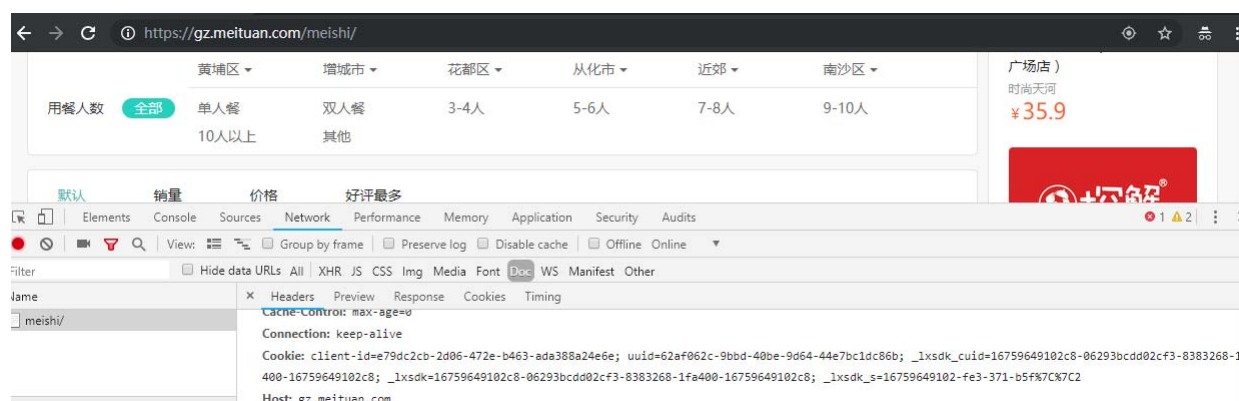 https://gz.meituan.com/meishi/
黄埔区 增城市 花都区 从化市 近郊 南沙区
用餐人数 全部 单人餐 双人餐 3-4人 5-6人 7-8人 9-10人
10人以上 其他
广场店）
时尚天河
¥35.9
默认 销量 价格 好评最多
Elements Console Sources Network Performance Memory Application Security Audits 1 2
View: Group by frame Preserve log Disable cache Offline Online
Filter Hide data URLs All XHR JS CSS Img Media Font Doc WS Manifest Other
Name × Headers Preview Response Cookies Timing
meishi/
Cache-Control: max-age=0
Connection: keep-alive
Cookie: client-id=e79dc2cb-2d06-472e-b463-ada388a24e6e; uuid=62af062c-9bbd-40be-9d64-44e7bc1dc86b; _lxsdk_cuid=16759649102c8-06293bcdd02cf3-8383268-1
400-16759649102c8; _lxsdk=16759649102c8-06293bcdd02cf3-8383268-1fa400-16759649102c8; _lxsdk_s=16759649102-fe3-371-b5f%7C%7C2
Host: gz.meituan.com